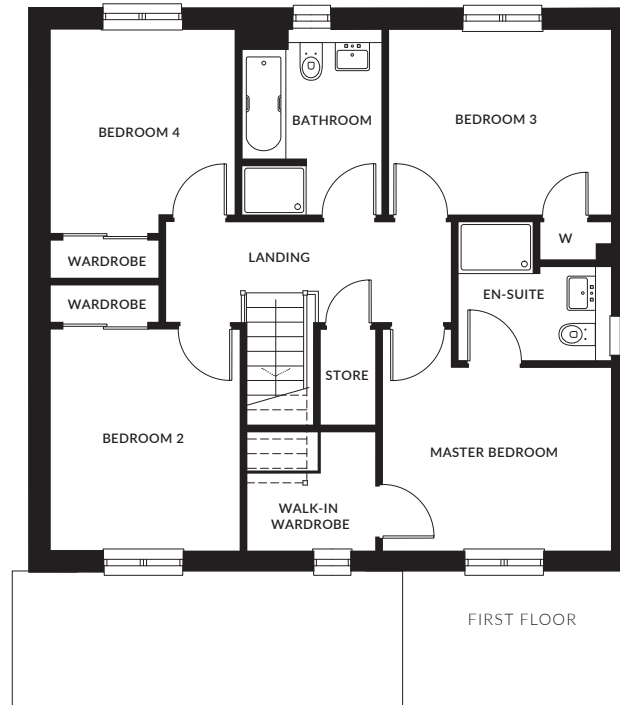 BEDROOM 4
BATHROOM
BEDROOM 3
WARDROBE
LANDING
W
WARDROBE
EN-SUITE
STORE
BEDROOM 2
MASTER BEDROOM
WALK-IN
WARDROBE
FIRST FLOOR